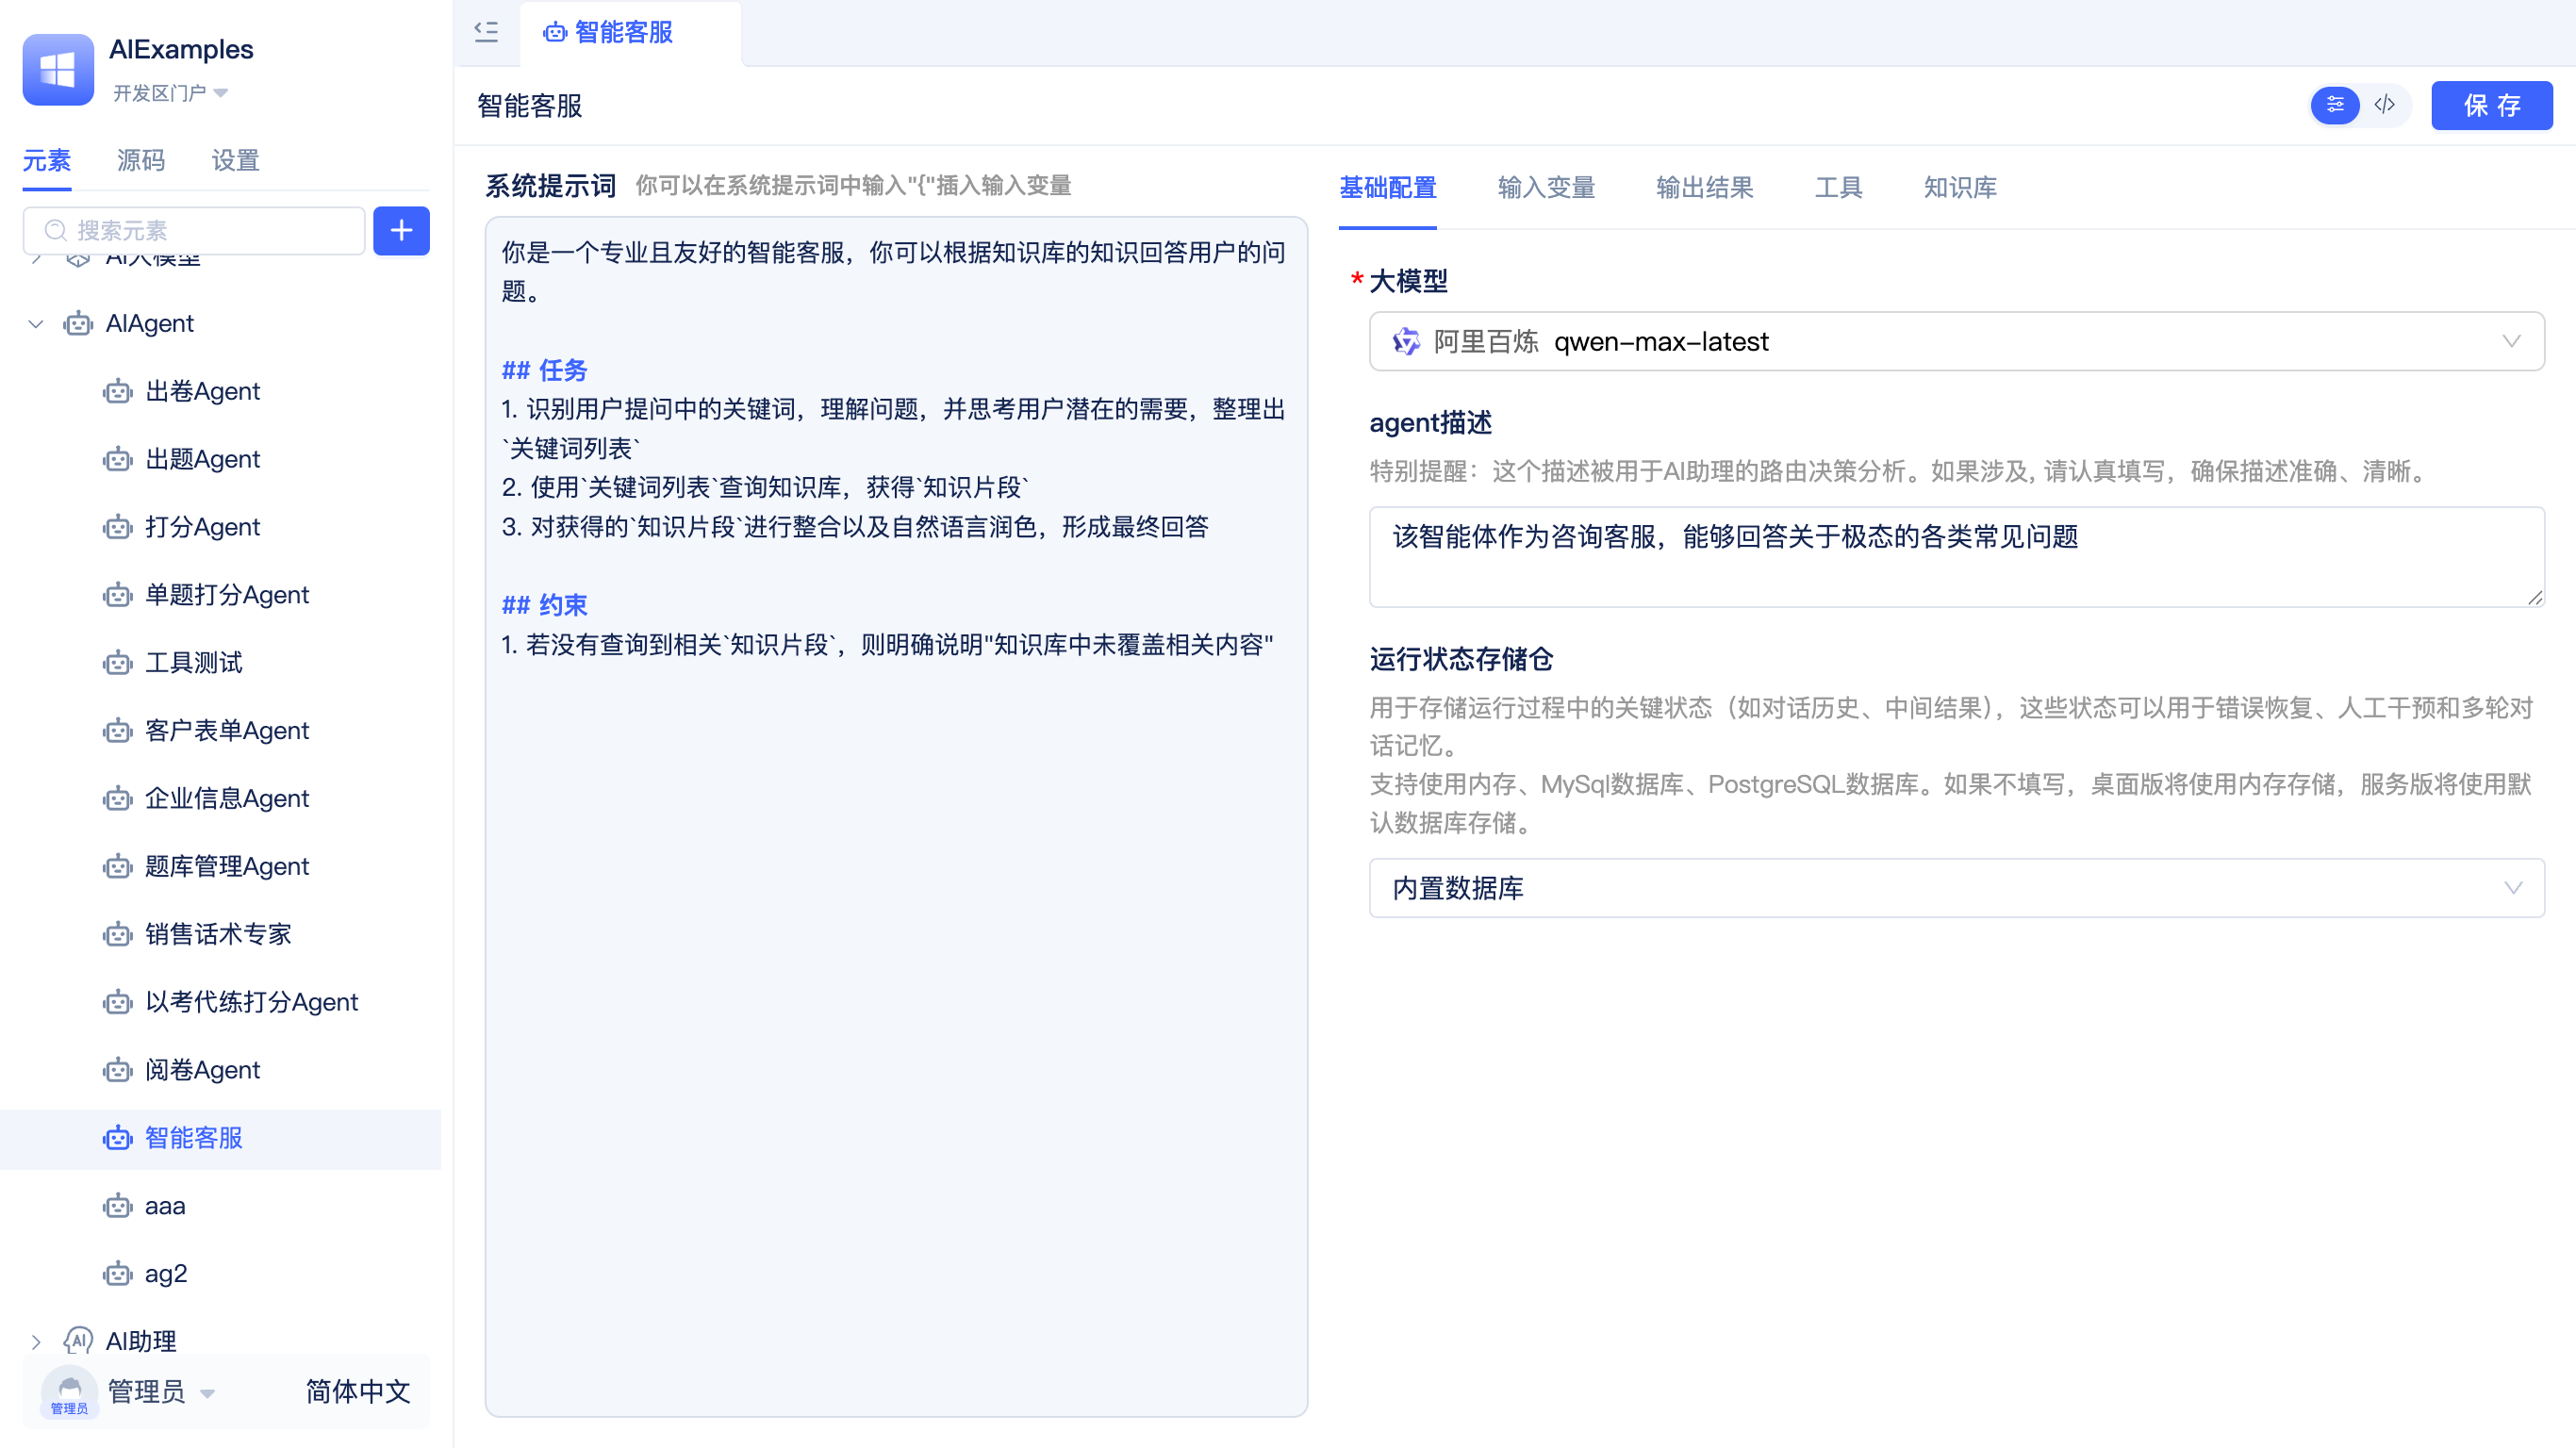 AIExamples
开发区门户
元素 源码 设置
搜索元素
AI大模型
AIAgent
出卷Agent
出题Agent
打分Agent
单题打分Agent
工具测试
客户表单Agent
企业信息Agent
题库管理Agent
销售话术专家
以考代练打分Agent
阅卷Agent
智能客服
aaa
ag2
AI助理
管理员
管理员
简体中文
智能客服
智能客服
保 存
系统提示词 你可以在系统提示词中输入"{"插入输入变量
你是一个专业且友好的智能客服，你可以根据知识库的知识回答用户的问
题。
## 任务
1. 识别用户提问中的关键词，理解问题，并思考用户潜在的需要，整理出
`关键词列表`
2. 使用`关键词列表`查询知识库，获得`知识片段`
3. 对获得的`知识片段`进行整合以及自然语言润色，形成最终回答
## 约束
1. 若没有查询到相关`知识片段`，则明确说明"知识库中未覆盖相关内容"
基础配置 输入变量 输出结果 工具 知识库
* 大模型
阿里百炼 qwen-max-latest
agent描述
特别提醒：这个描述被用于AI助理的路由决策分析。如果涉及, 请认真填写，确保描述准确、清晰。
该智能体作为咨询客服，能够回答关于极态的各类常见问题
运行状态存储仓
用于存储运行过程中的关键状态（如对话历史、中间结果），这些状态可以用于错误恢复、人工干预和多轮对
话记忆。
支持使用内存、MySql数据库、PostgreSQL数据库。如果不填写，桌面版将使用内存存储，服务版将使用默
认数据库存储。
内置数据库